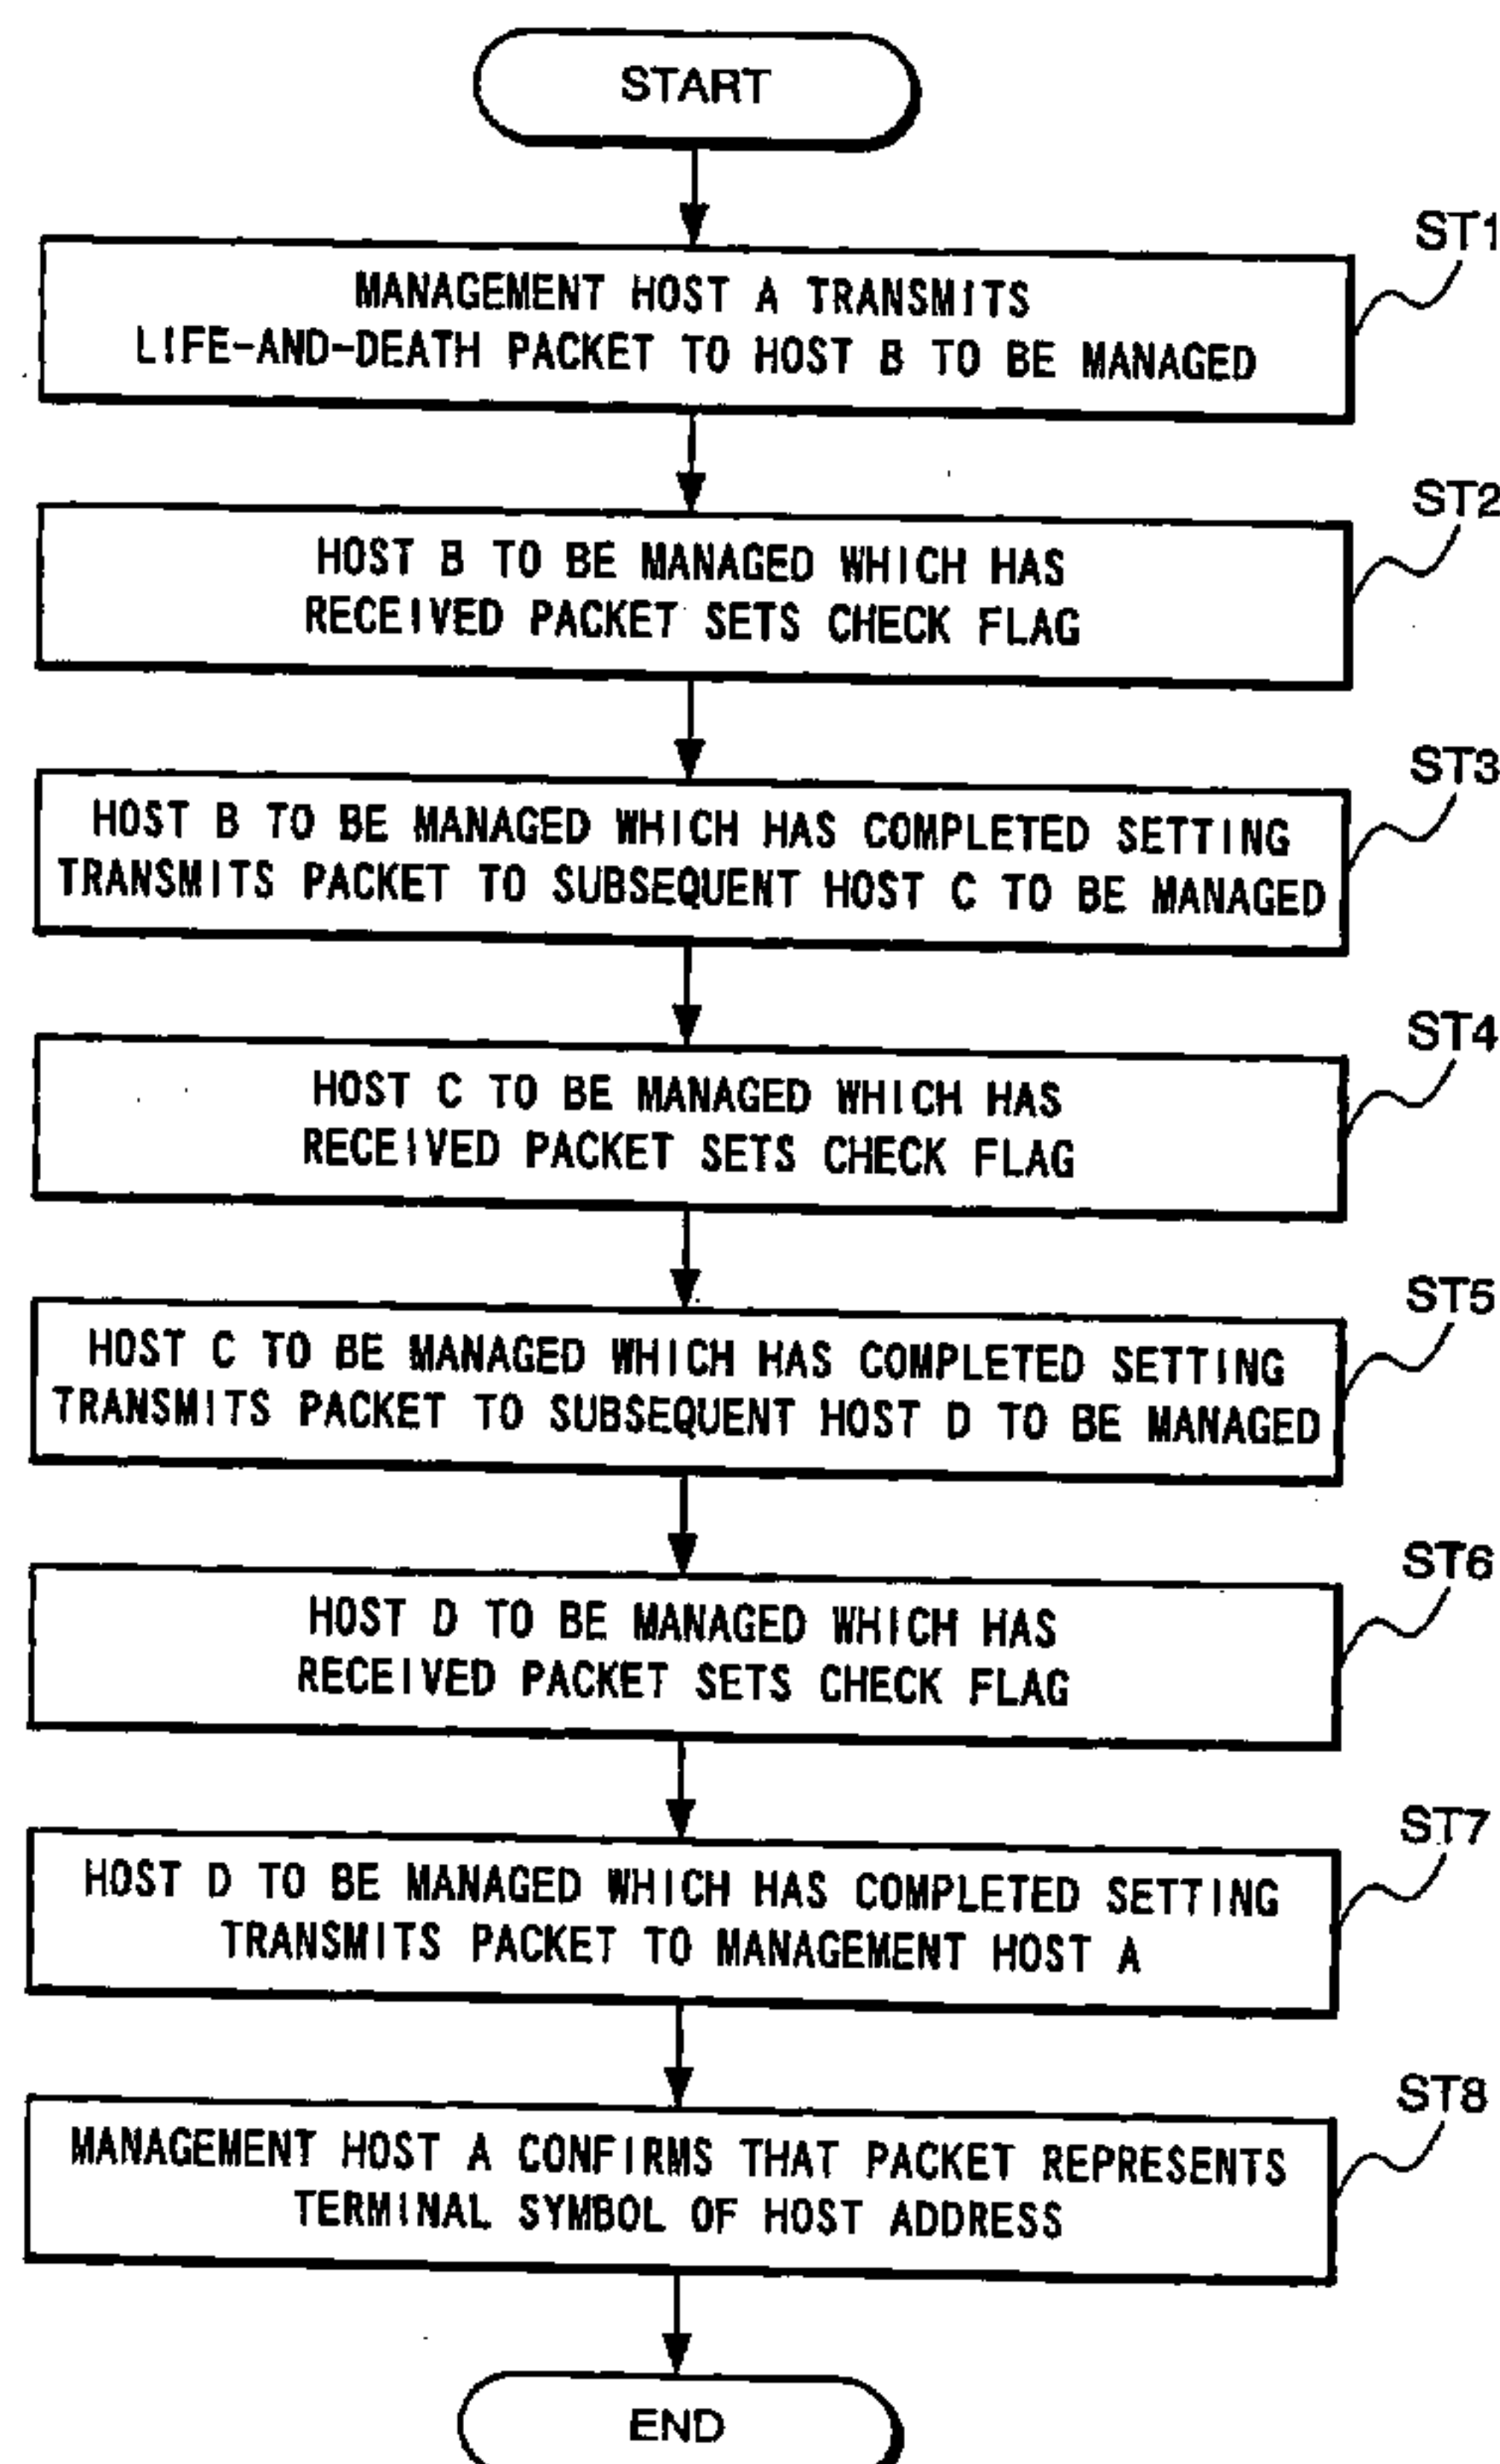 START
ST1
MANAGEMENT HOST A TRANSMITS
LIFE-AND-DEATH PACKET TO HOST B TO BE MANAGED
ST2
HOST B TO BE MANAGED WHICH HAS
RECEIVED PACKET SETS CHECK FLAG
ST3
HOST B TO BE MANAGED WHICH HAS COMPLETED SETTING
TRANSMITS PACKET TO SUBSEQUENT HOST C TO BE MANAGED
ST4
HOST C TO BE MANAGED WHICH HAS
RECEIVED PACKET SETS CHECK FLAG
ST5
HOST C TO BE MANAGED WHICH HAS COMPLETED SETTING
TRANSMITS PACKET TO SUBSEQUENT HOST D TO BE MANAGED
ST6
HOST D TO BE MANAGED WHICH HAS
RECEIVED PACKET SETS CHECK FLAG
ST7
HOST D TO BE MANAGED WHICH HAS COMPLETED SETTING
TRANSMITS PACKET TO MANAGEMENT HOST A
ST8
MANAGEMENT HOST A CONFIRMS THAT PACKET REPRESENTS
TERMINAL SYMBOL OF HOST ADDRESS
END